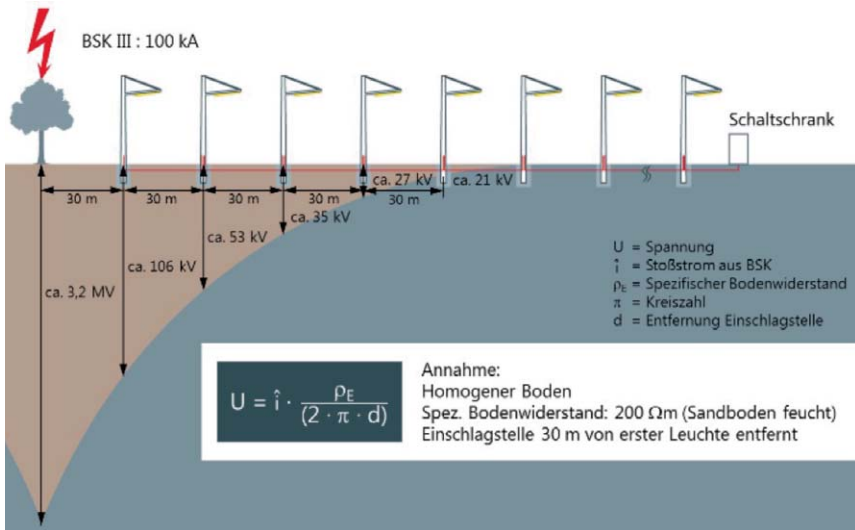 BSK III : 100 kA
Schaltschrank
30 m
30 m
30 m
30 m
30 m
ca. 27 kV
ca. 21 kV
ca. 35 kV
ca. 53 kV
ca. 106 kV
ca. 3,2 MV
U = Spannung
î = Stoßstrom aus BSK
ρE = Spezifischer Bodenwiderstand
π = Kreiszahl
d = Entfernung Einschlagstelle
U = î · ρE / (2 · π · d)
Annahme:
Homogener Boden
Spez. Bodenwiderstand: 200 Ωm (Sandboden feucht)
Einschlagstelle 30 m von erster Leuchte entfernt